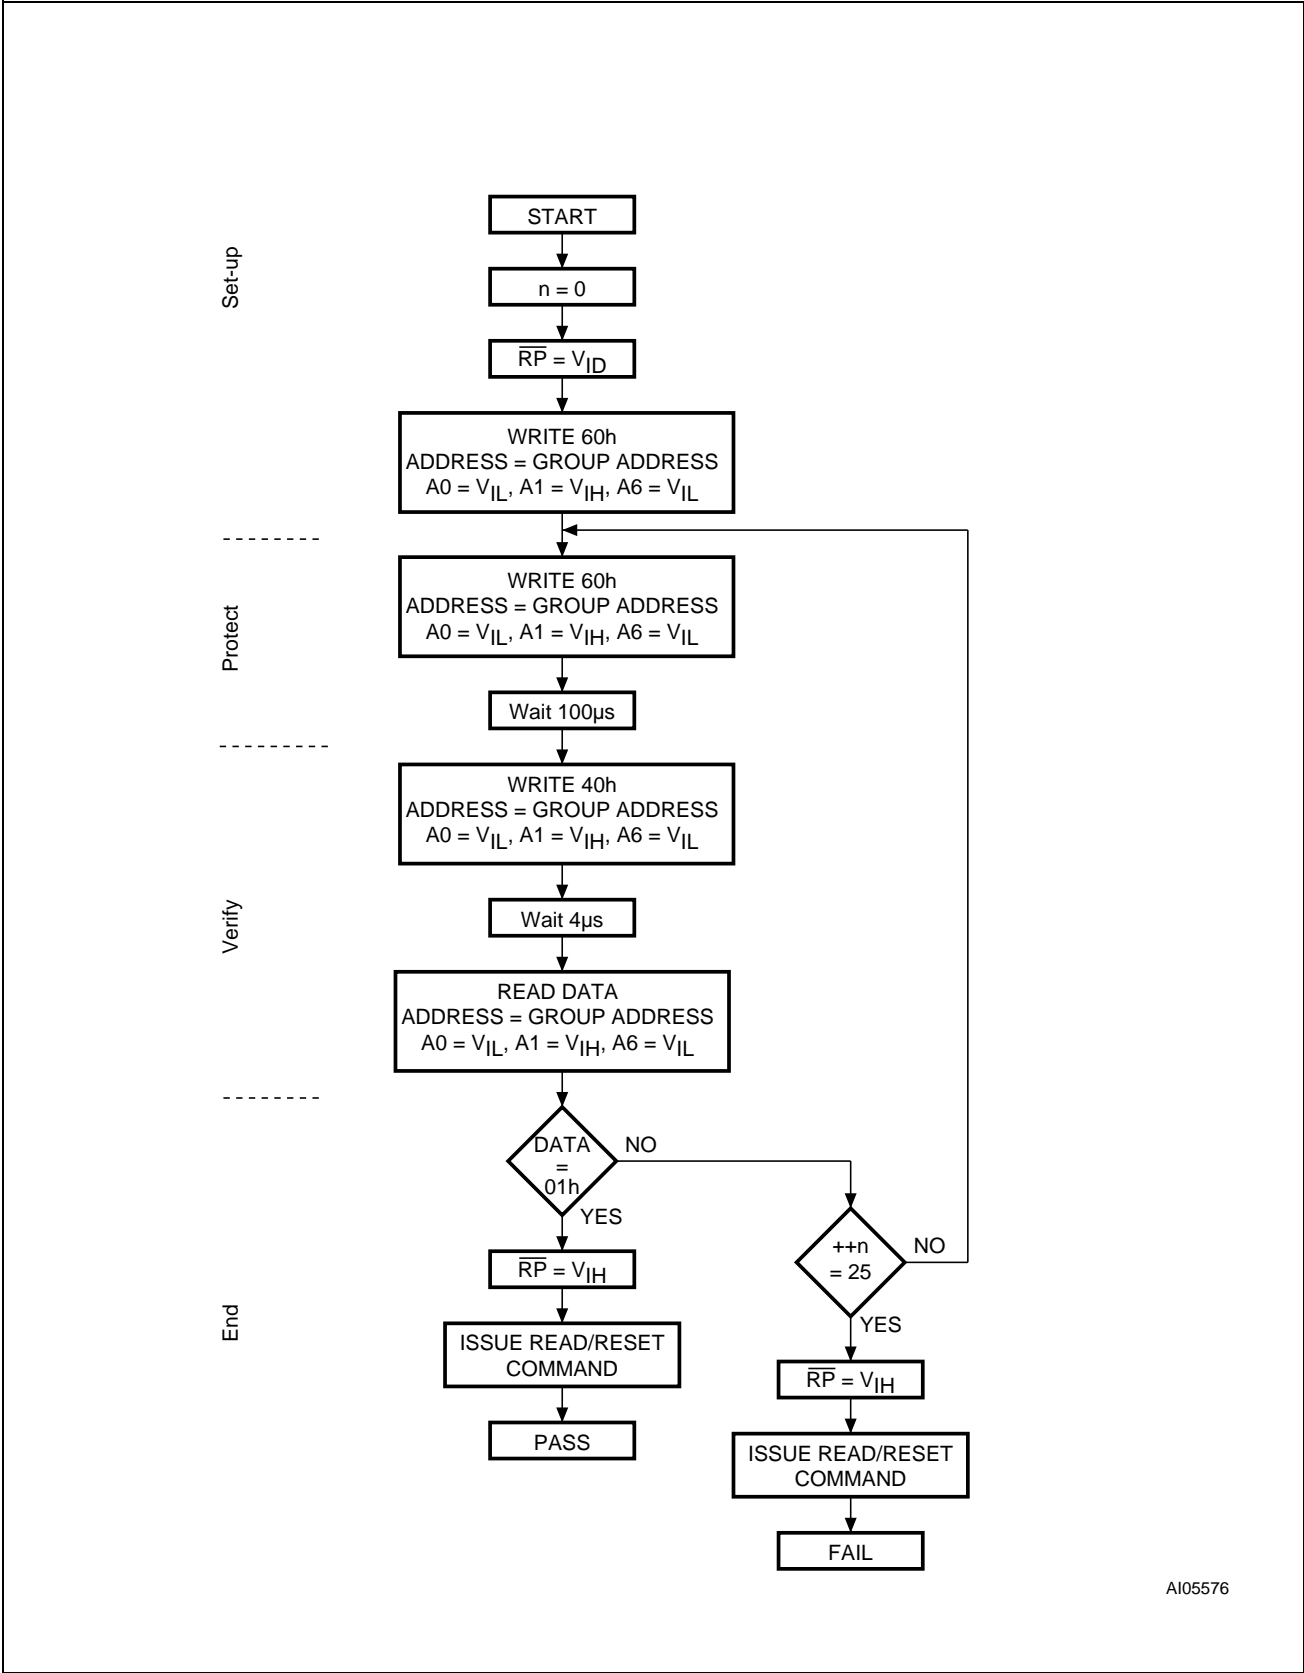 Set-up
START
n = 0
R̅P̅ = VID
WRITE 60h
ADDRESS = GROUP ADDRESS
A0 = VIL, A1 = VIH, A6 = VIL
Protect
WRITE 60h
ADDRESS = GROUP ADDRESS
A0 = VIL, A1 = VIH, A6 = VIL
Wait 100µs
Verify
WRITE 40h
ADDRESS = GROUP ADDRESS
A0 = VIL, A1 = VIH, A6 = VIL
Wait 4µs
READ DATA
ADDRESS = GROUP ADDRESS
A0 = VIL, A1 = VIH, A6 = VIL
End
DATA
=
01h
NO
YES
R̅P̅ = VIH
ISSUE READ/RESET
COMMAND
PASS
++n
= 25
NO
YES
R̅P̅ = VIH
ISSUE READ/RESET
COMMAND
FAIL
AI05576